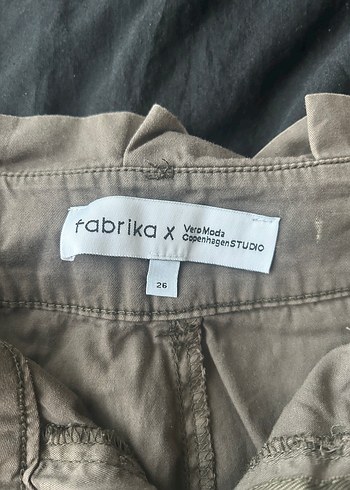 fabrika x
Vero Moda
CopenhagenSTUDIO
26